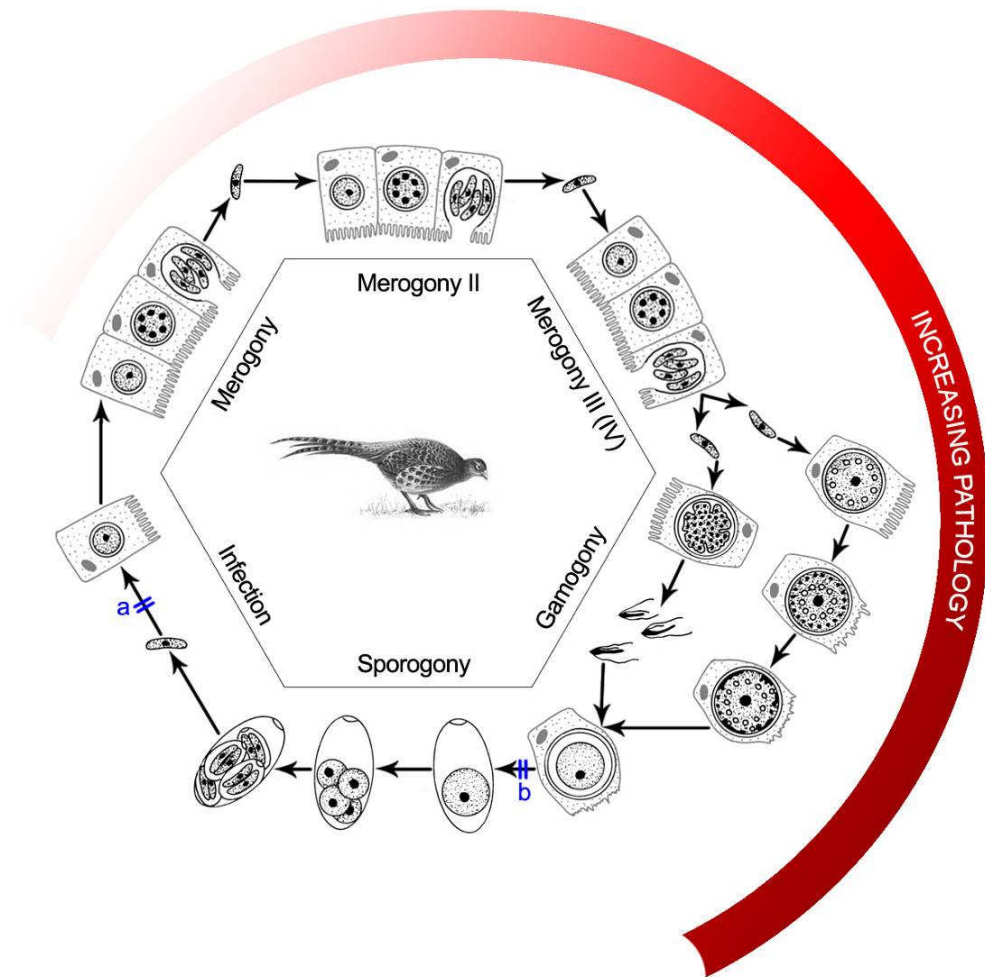 Merogony II
Merogony
Merogony III (IV)
INCREASING PATHOLOGY
Infection
Gamogony
Sporogony
a
b